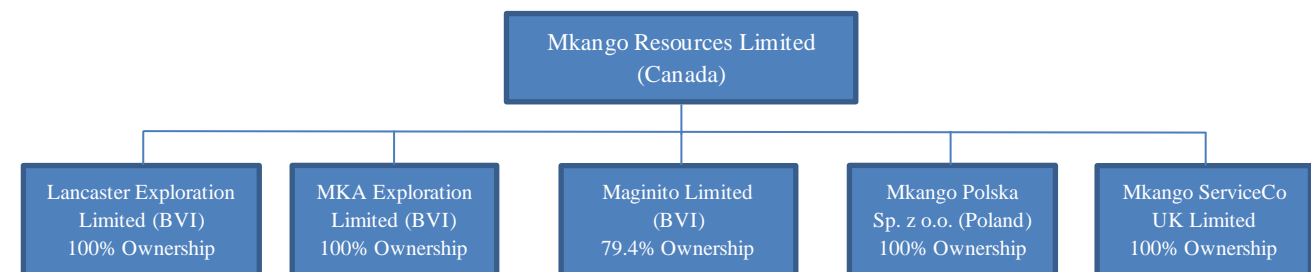 Mkango Resources Limited
(Canada)
Lancaster Exploration
Limited (BVI)
100% Ownership
MKA Exploration
Limited (BVI)
100% Ownership
Maginito Limited
(BVI)
79.4% Ownership
Mkango Polska
Sp. z o.o. (Poland)
100% Ownership
Mkango ServiceCo
UK Limited
100% Ownership